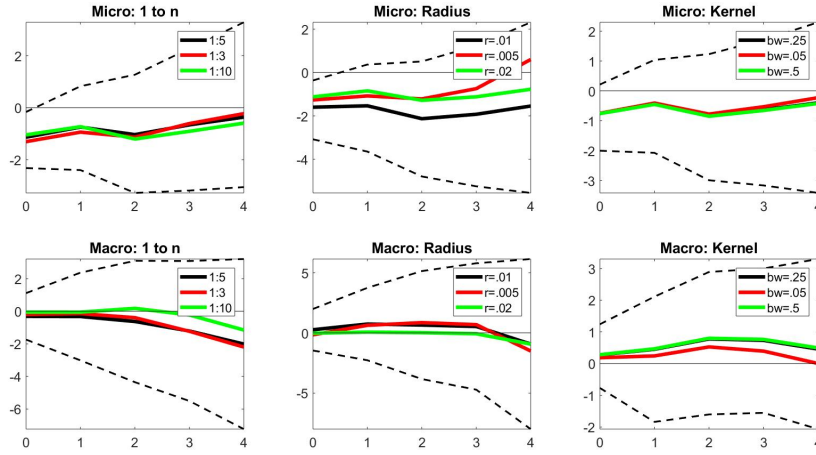 Micro: 1 to n
Micro: Radius
Micro: Kernel
2
0
-2
1:5
1:3
1:10
0 1 2 3 4
2
0
-2
-4
r=.01
r=.005
r=.02
0 1 2 3 4
1
0
-1
-2
-3
bw=.25
bw=.05
bw=.5
0 1 2 3 4
Macro: 1 to n
Macro: Radius
Macro: Kernel
2
0
-2
-4
-6
1:5
1:3
1:10
0 1 2 3 4
5
0
-5
r=.01
r=.005
r=.02
0 1 2 3 4
3
2
1
0
-1
-2
bw=.25
bw=.05
bw=.5
0 1 2 3 4